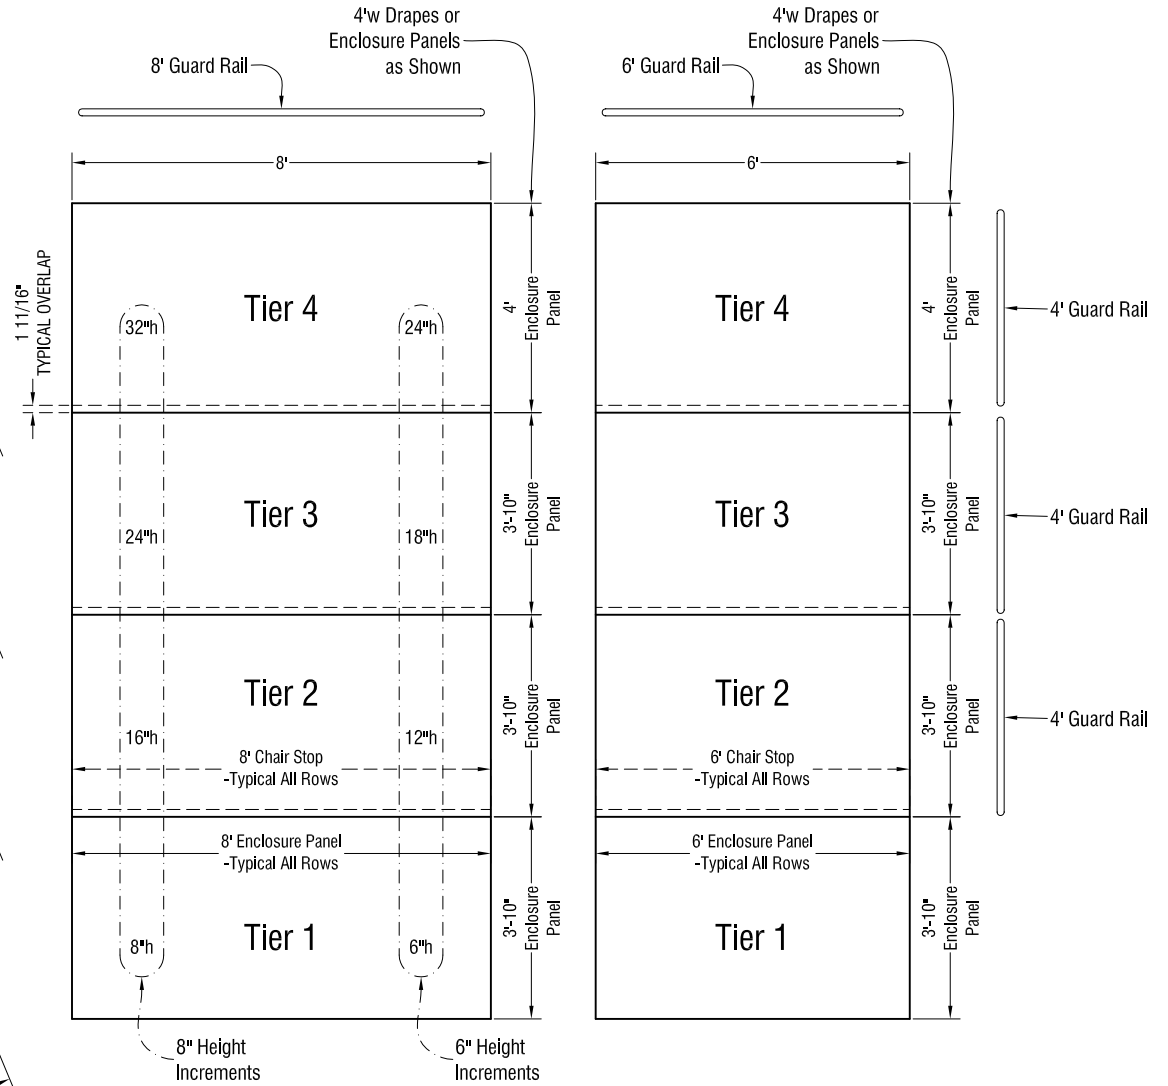 4'w Drapes or
Enclosure Panels
as Shown
8' Guard Rail
8'
4'w Drapes or
Enclosure Panels
as Shown
6' Guard Rail
6'
1 11/16"
TYPICAL OVERLAP
Tier 4
32"h
24"h
4'
Enclosure
Panel
Tier 4
4'
Enclosure
Panel
4' Guard Rail
Tier 3
24"h
18"h
3'-10"
Enclosure
Panel
Tier 3
3'-10"
Enclosure
Panel
4' Guard Rail
Tier 2
16"h
12"h
8' Chair Stop
-Typical All Rows
3'-10"
Enclosure
Panel
Tier 2
6' Chair Stop
-Typical All Rows
3'-10"
Enclosure
Panel
4' Guard Rail
8' Enclosure Panel
-Typical All Rows
Tier 1
8"h
6"h
3'-10"
Enclosure
Panel
6' Enclosure Panel
-Typical All Rows
Tier 1
3'-10"
Enclosure
Panel
8" Height
Increments
6" Height
Increments